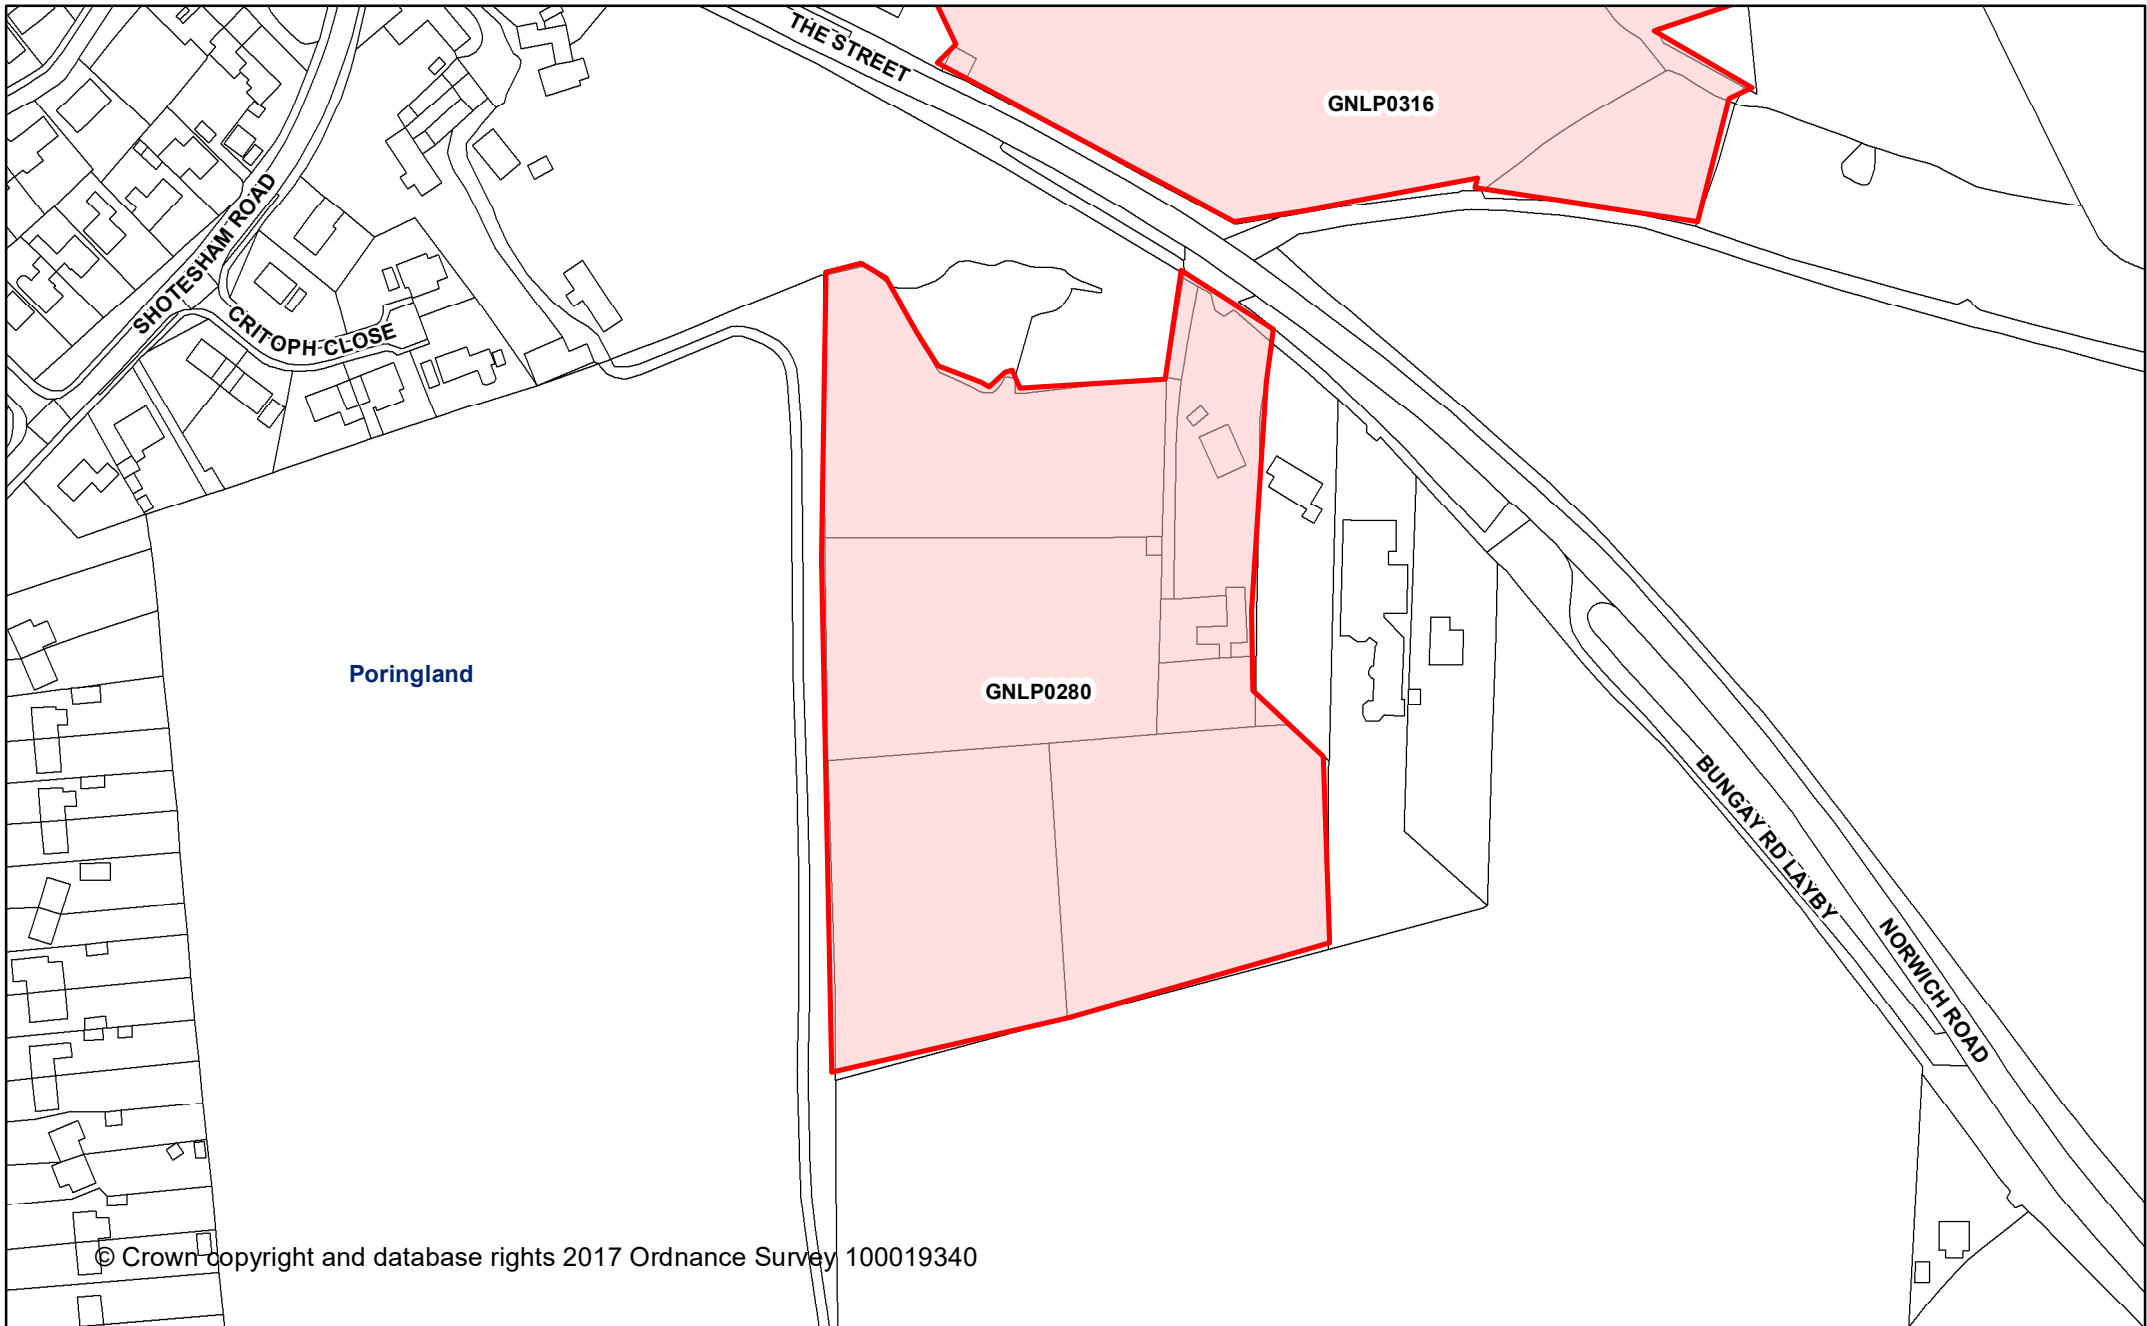 THE STREET
GNLP0316
SHOTESHAM ROAD
CRITOPH CLOSE
Poringland
GNLP0280
BUNGAY RD LAYBY
NORWICH ROAD
© Crown copyright and database rights 2017 Ordnance Survey 100019340